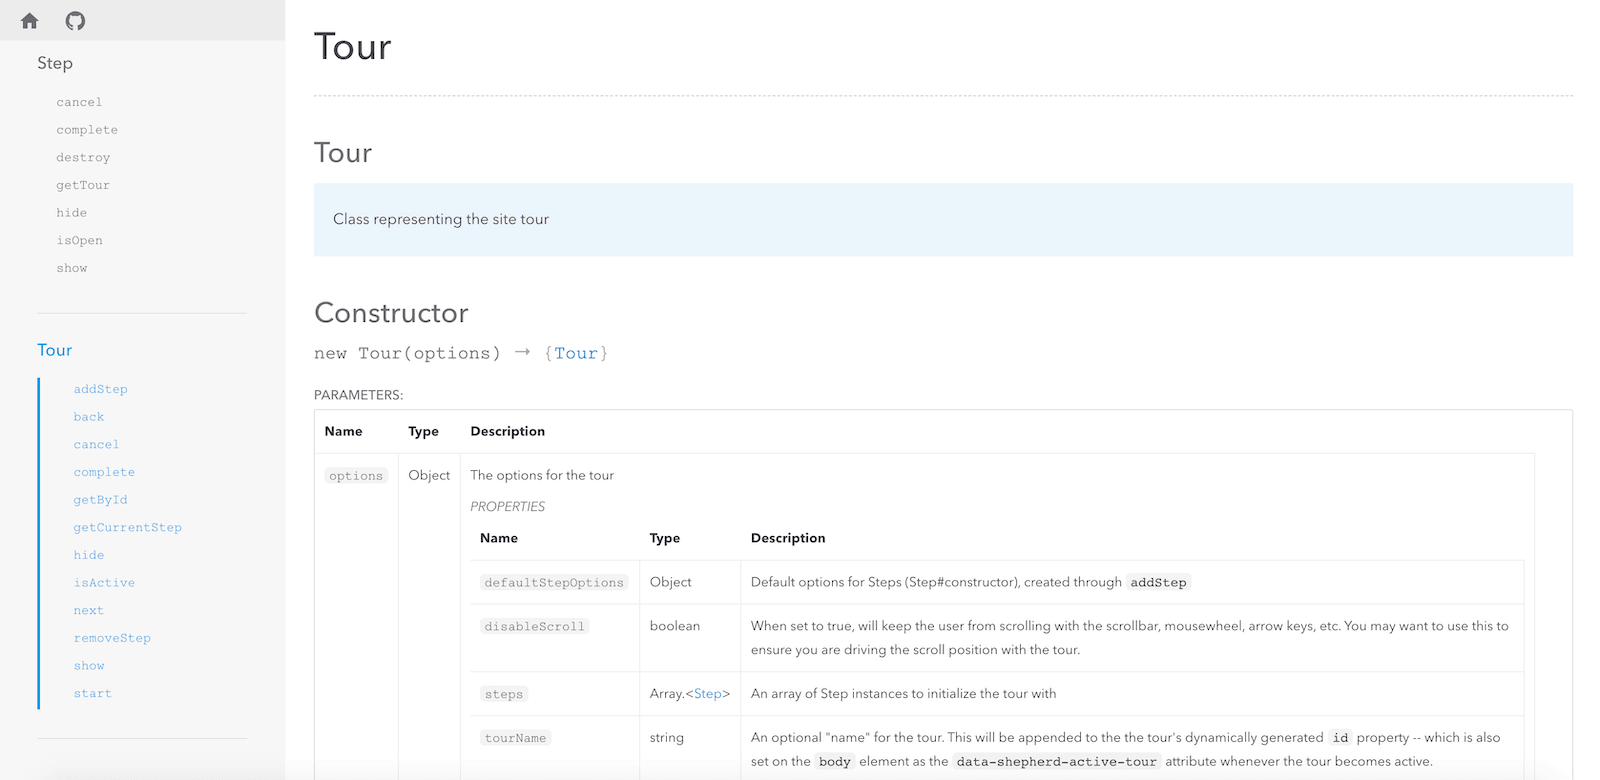 Step
cancel
complete
destroy
getTour
hide
isOpen
show
Tour
addStep
back
cancel
complete
getById
getCurrentStep
hide
isActive
next
removeStep
show
start
Tour
Tour
Class representing the site tour
Constructor
new Tour(options) → {Tour}
PARAMETERS:
Name Type Description
options Object The options for the tour
PROPERTIES
Name Type Description
defaultStepOptions Object Default options for Steps (Step#constructor), created through addStep
disableScroll boolean When set to true, will keep the user from scrolling with the scrollbar, mousewheel, arrow keys, etc. You may want to use this to
ensure you are driving the scroll position with the tour.
steps Array.<Step> An array of Step instances to initialize the tour with
tourName string An optional "name" for the tour. This will be appended to the the tour's dynamically generated id property -- which is also
set on the body element as the data-shepherd-active-tour attribute whenever the tour becomes active.